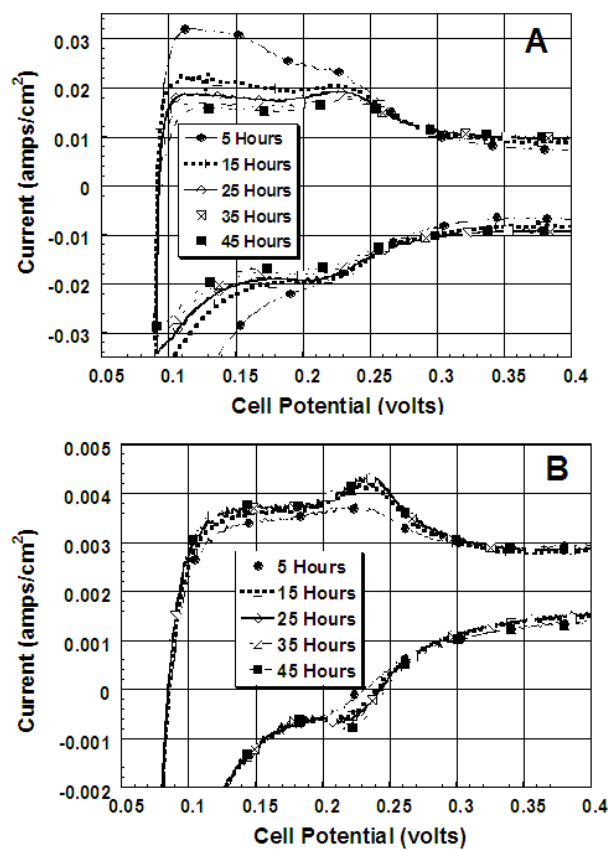 A
0.03
0.02
0.01
0
-0.01
-0.02
-0.03
Current (amps/cm²)
5 Hours
15 Hours
25 Hours
35 Hours
45 Hours
0.05 0.1 0.15 0.2 0.25 0.3 0.35 0.4
Cell Potential (volts)
B
0.005
0.004
0.003
0.002
0.001
0
-0.001
-0.002
Current (amps/cm²)
5 Hours
15 Hours
25 Hours
35 Hours
45 Hours
0.05 0.1 0.15 0.2 0.25 0.3 0.35 0.4
Cell Potential (volts)